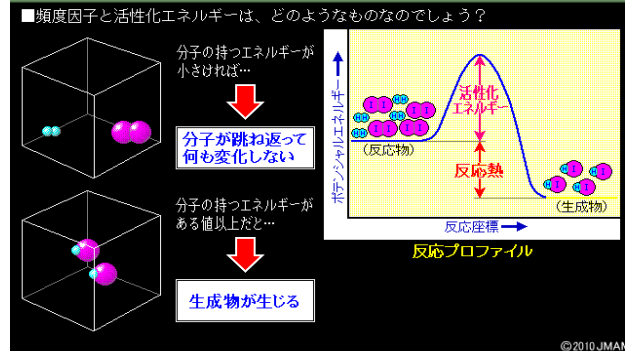 ■頻度因子と活性化エネルギーは、どのようなものなのでしょう？
分子の持つエネルギーが
小さければ…
分子が跳ね返って
何も変化しない
分子の持つエネルギーが
ある値以上だと…
生成物が生じる
ポテンシャルエネルギー
活性化
エネルギー
(反応物)
反応熱
(生成物)
反応座標
反応プロファイル
H H
I I
H H
H H
I I
H H
H H
I I
I I
H I
H I
H I
H I
©2010 JMAM